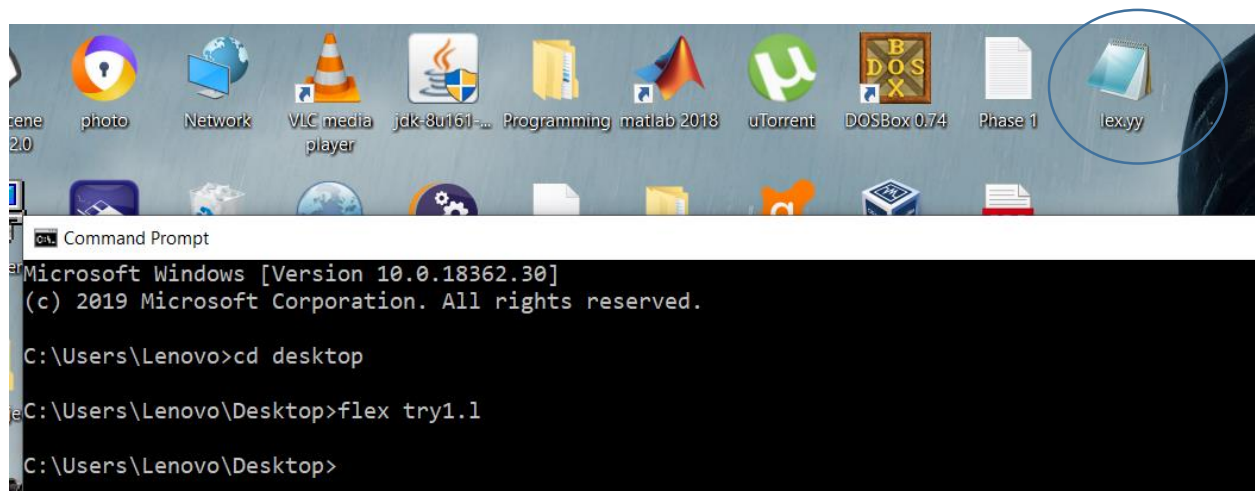 photo Network VLC media player jdk-8u161-... Programming matlab 2018 uTorrent DOSBox 0.74 Phase 1 lex.yy
2.0
Command Prompt
Microsoft Windows [Version 10.0.18362.30]
(c) 2019 Microsoft Corporation. All rights reserved.
C:\Users\Lenovo>cd desktop
C:\Users\Lenovo\Desktop>flex try1.l
C:\Users\Lenovo\Desktop>